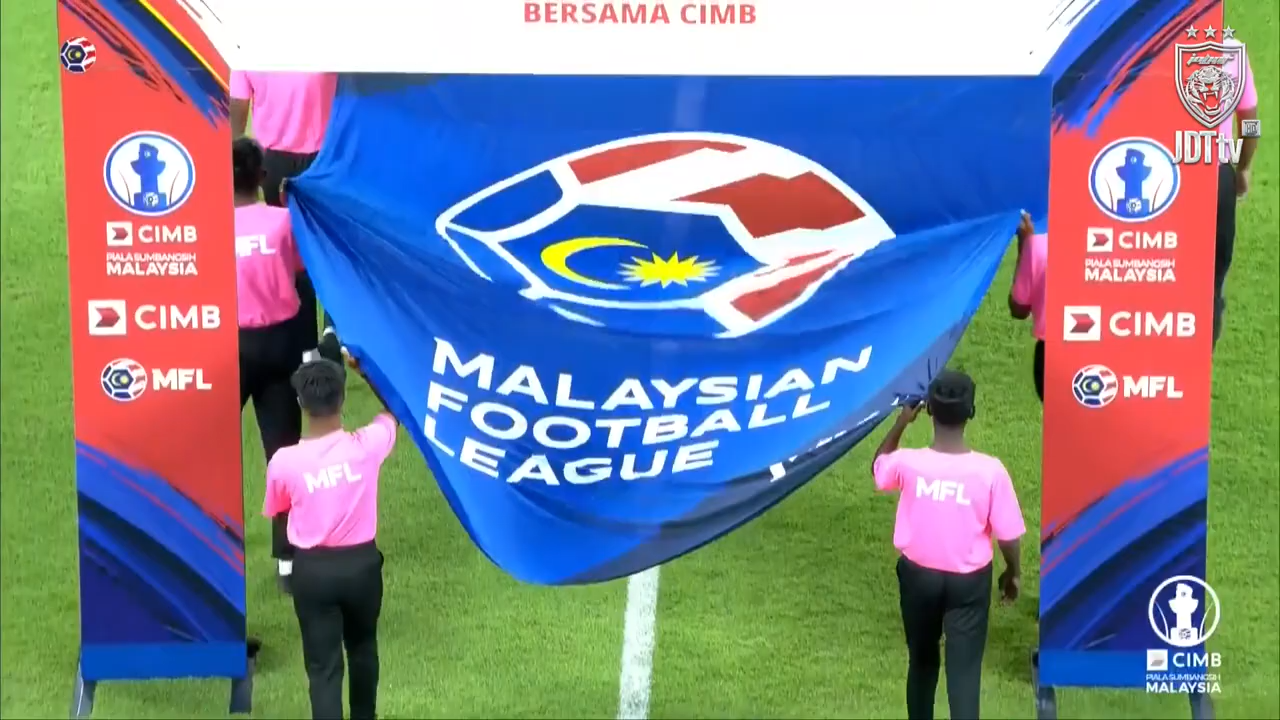 BERSAMA CIMB
JDTtv
HD
CIMB
PIALA SUMBANGSIH
MALAYSIA
CIMB
MFL
MFL
MFL
MALAYSIAN
FOOTBALL
LEAGUE
MFL
CIMB
PIALA SUMBANGSIH
MALAYSIA
CIMB
MFL
CIMB
PIALA SUMBANGSIH
MALAYSIA